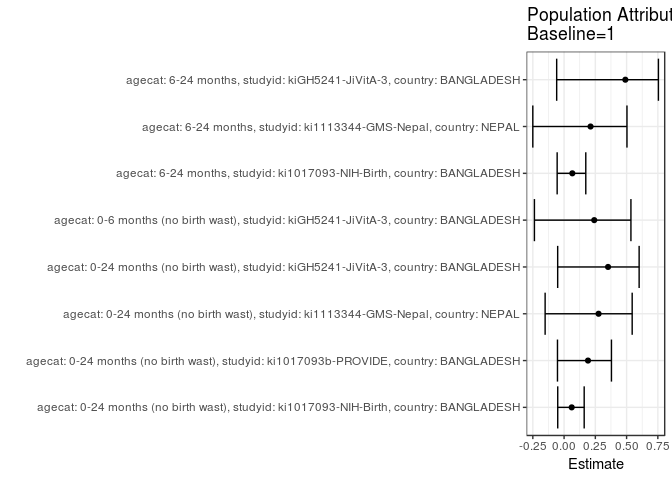 Population Attribut
Baseline=1
agecat: 6-24 months, studyid: kiGH5241-JiVitA-3, country: BANGLADESH
agecat: 6-24 months, studyid: ki1113344-GMS-Nepal, country: NEPAL
agecat: 6-24 months, studyid: ki1017093-NIH-Birth, country: BANGLADESH
agecat: 0-6 months (no birth wast), studyid: kiGH5241-JiVitA-3, country: BANGLADESH
agecat: 0-24 months (no birth wast), studyid: kiGH5241-JiVitA-3, country: BANGLADESH
agecat: 0-24 months (no birth wast), studyid: ki1113344-GMS-Nepal, country: NEPAL
agecat: 0-24 months (no birth wast), studyid: ki1017093b-PROVIDE, country: BANGLADESH
agecat: 0-24 months (no birth wast), studyid: ki1017093-NIH-Birth, country: BANGLADESH
-0.25 0.00 0.25 0.50 0.75
Estimate